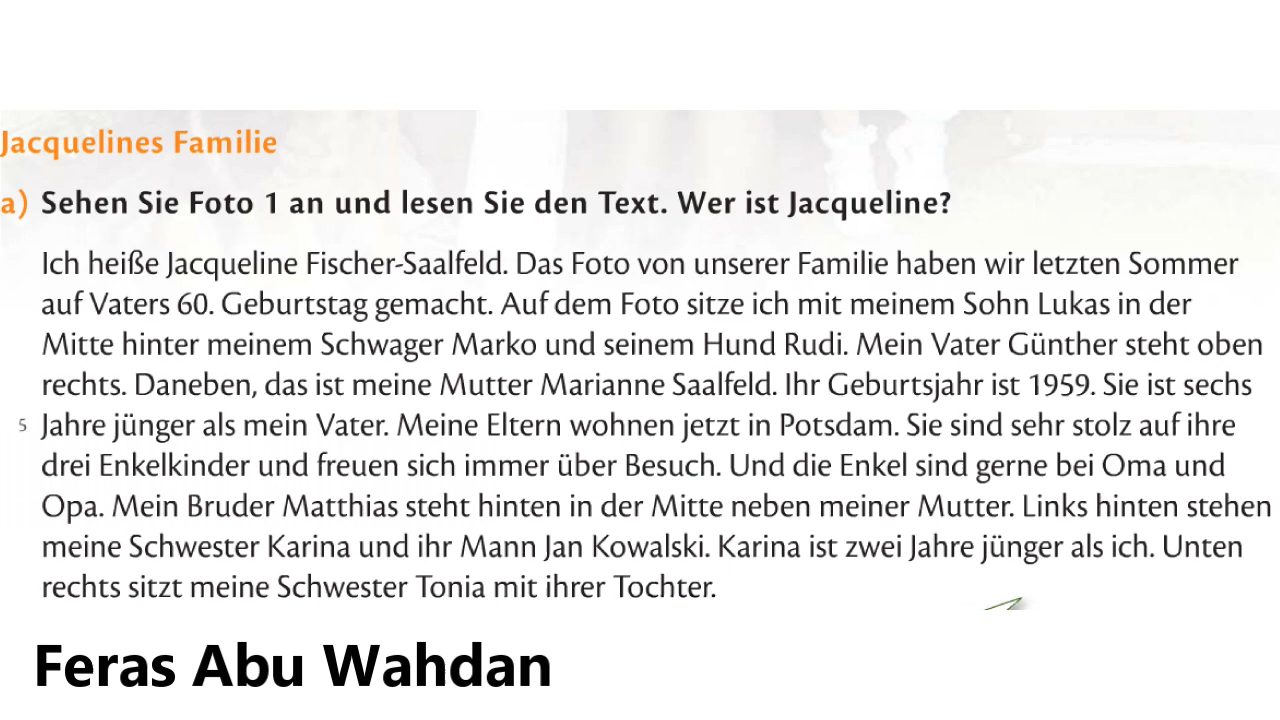 Jacquelines Familie
a) Sehen Sie Foto 1 an und lesen Sie den Text. Wer ist Jacqueline?
Ich heiße Jacqueline Fischer-Saalfeld. Das Foto von unserer Familie haben wir letzten Sommer
auf Vaters 60. Geburtstag gemacht. Auf dem Foto sitze ich mit meinem Sohn Lukas in der
Mitte hinter meinem Schwager Marko und seinem Hund Rudi. Mein Vater Günther steht oben
rechts. Daneben, das ist meine Mutter Marianne Saalfeld. Ihr Geburtsjahr ist 1959. Sie ist sechs
5 Jahre jünger als mein Vater. Meine Eltern wohnen jetzt in Potsdam. Sie sind sehr stolz auf ihre
drei Enkelkinder und freuen sich immer über Besuch. Und die Enkel sind gerne bei Oma und
Opa. Mein Bruder Matthias steht hinten in der Mitte neben meiner Mutter. Links hinten stehen
meine Schwester Karina und ihr Mann Jan Kowalski. Karina ist zwei Jahre jünger als ich. Unten
rechts sitzt meine Schwester Tonia mit ihrer Tochter.
Feras Abu Wahdan